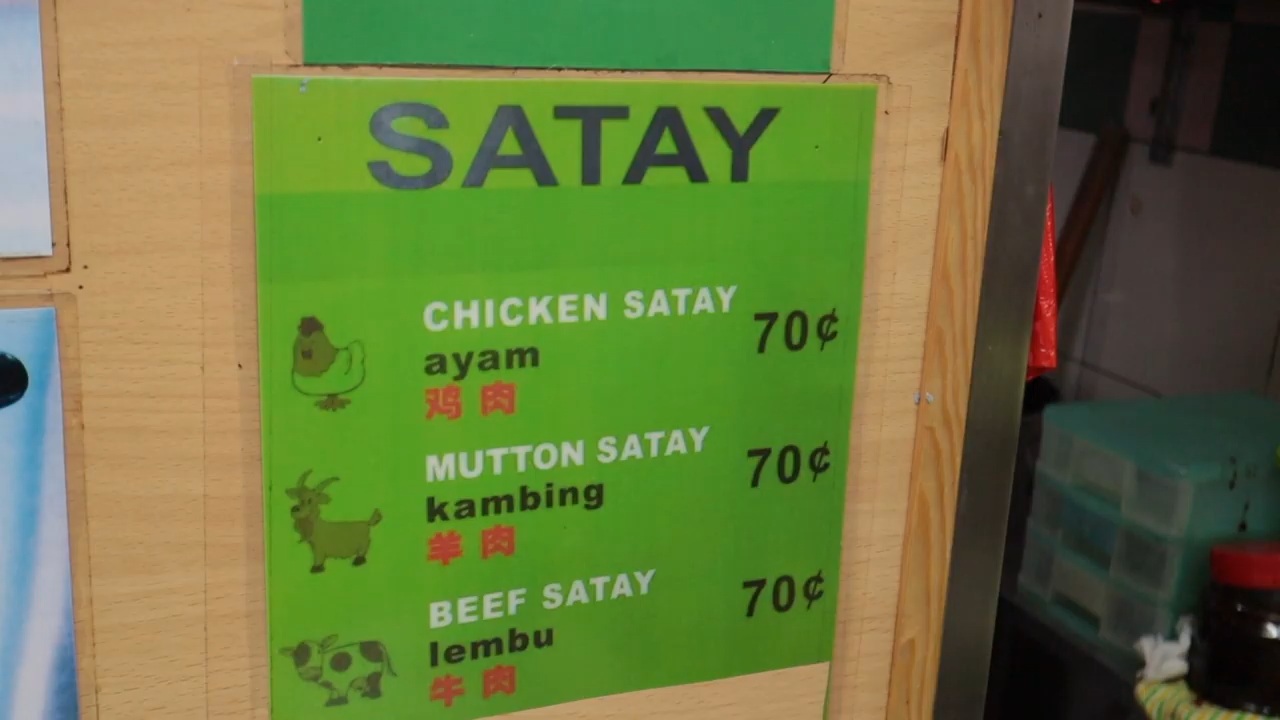 SATAY
CHICKEN SATAY 70¢
ayam
鸡肉
MUTTON SATAY 70¢
kambing
羊肉
BEEF SATAY 70¢
lembu
牛肉